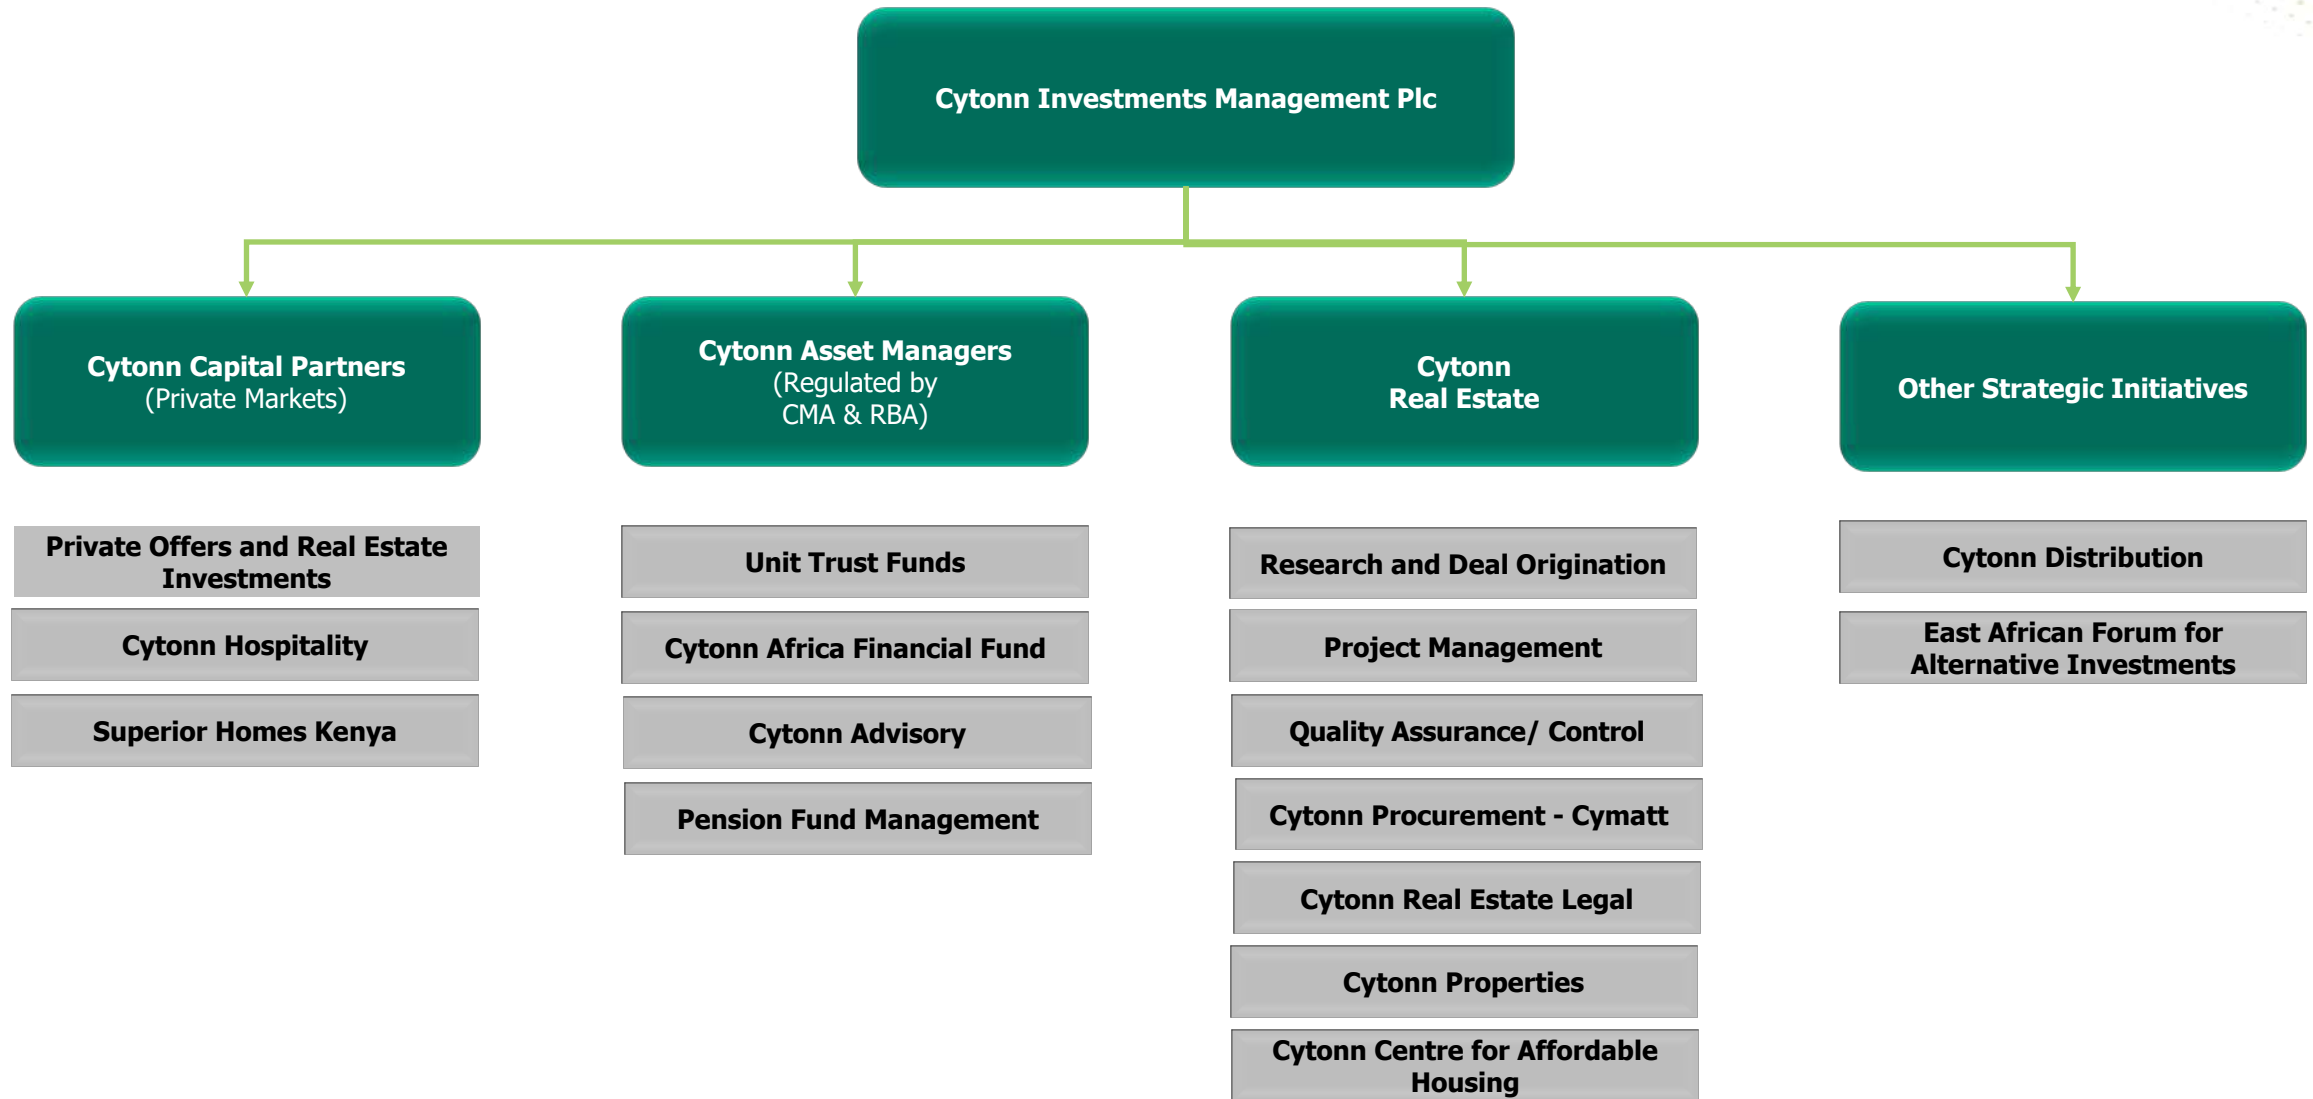 Cytonn Investments Management Plc
Cytonn Capital Partners
(Private Markets)
Cytonn Asset Managers
(Regulated by
CMA & RBA)
Cytonn
Real Estate
Other Strategic Initiatives
Private Offers and Real Estate
Investments
Cytonn Hospitality
Superior Homes Kenya
Unit Trust Funds
Cytonn Africa Financial Fund
Cytonn Advisory
Pension Fund Management
Research and Deal Origination
Project Management
Quality Assurance/ Control
Cytonn Procurement - Cymatt
Cytonn Real Estate Legal
Cytonn Properties
Cytonn Centre for Affordable
Housing
Cytonn Distribution
East African Forum for
Alternative Investments